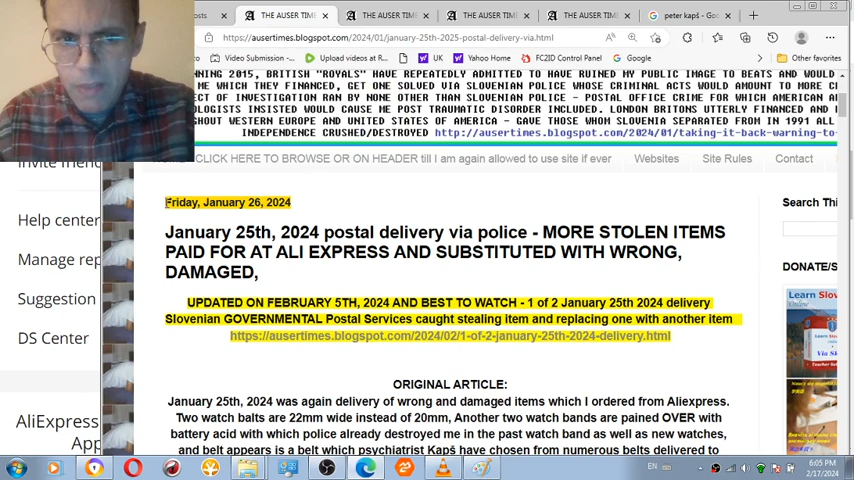 osts
THE AUSER TIMES
THE AUSER TIM
THE AUSER TIM
THE AUSER TIM
peter kapš - Goo
https://ausertimes.blogspot.com/2024/01/january-25th-2025-postal-delivery-via.html
Video Submission -
Upload videos at R...
UK
Yahoo
FC2ID Control Panel
Google
Other favorites
NNING 2015, BRITISH "ROYALS" HAVE REPEATEDLY ADMITTED TO HAVE RUINED MY PUBLIC IMAGE TO BEATS AND WOULD
ME WHICH THEY FINANCED, GET ONE SOLVED VIA SLOVENIAN POLICE WHOSE CRIMINAL ACTS WOULD AMOUNT TO MORE
ECT OF INVESTIGATION RAN BY NONE OTHER THAN SLOVENIAN POLICE - POSTAL OFFICE CRIME FOR WHICH AMERICAN
OLOGISTS INSISTED WOULD CAUSE ME POST TRAUMATIC DISORDER INCLUDED. LONDON BRITONS UTTERLY FINANCED AND
GHOUT WESTERN EUROPE AND UNITED STATES OF AMERICA - GAVE THOSE WHOM SLOVENIA SEPARATED FROM IN 1991 ALL
INDEPENDENCE CRUSHED/DESTROYED http://ausertimes.blogspot.com/2024/01/taking-it-back-warning-to-
CLICK HERE TO BROWSE OR ON HEADER till I am again allowed to use site if ever
Websites
Site Rules
Contact
Invite friend
Help center
Manage rep
Suggestion
DS Center
AliExpress
App
Friday, January 26, 2024
January 25th, 2024 postal delivery via police - MORE STOLEN ITEMS
PAID FOR AT ALI EXPRESS AND SUBSTITUTED WITH WRONG,
DAMAGED,
UPDATED ON FEBRUARY 5TH, 2024 AND BEST TO WATCH - 1 of 2 January 25th 2024 delivery
Slovenian GOVERNMENTAL Postal Services caught stealing item and replacing one with another item
https://ausertimes.blogspot.com/2024/02/1-of-2-january-25th-2024-delivery.html
ORIGINAL ARTICLE:
January 25th, 2024 was again delivery of wrong and damaged items which I ordered from Aliexpress.
Two watch balts are 22mm wide instead of 20mm, Another two watch bands are pained OVER with
battery acid with which police already destroyed me in the past watch band as well as new watches,
and belt appears is a belt which psychiatrist Kapš have chosen from numerous belts delivered to
Search Thi
DONATE/S
Learn Slov
Online
EN
6:05 PM
2/17/2024